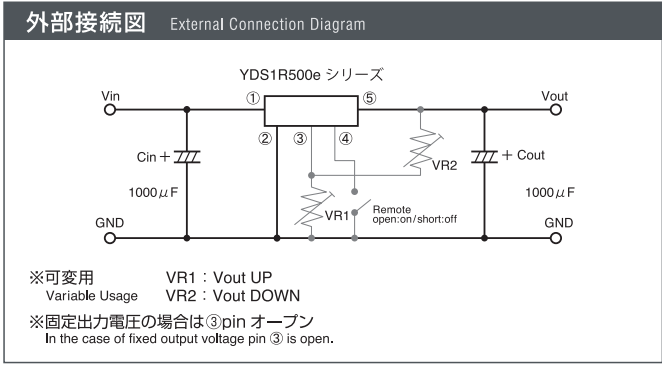 外部接続図 External Connection Diagram
YDS1R500e シリーズ
Vin ① ⑤ Vout
② ③ ④
Cin + VR2 + Cout
1000μF VR1 Remote 1000μF
open:on/short:off
GND GND
※可変用 VR1：Vout UP
Variable Usage VR2：Vout DOWN
※固定出力電圧の場合は③pin オープン
In the case of fixed output voltage pin ③ is open.